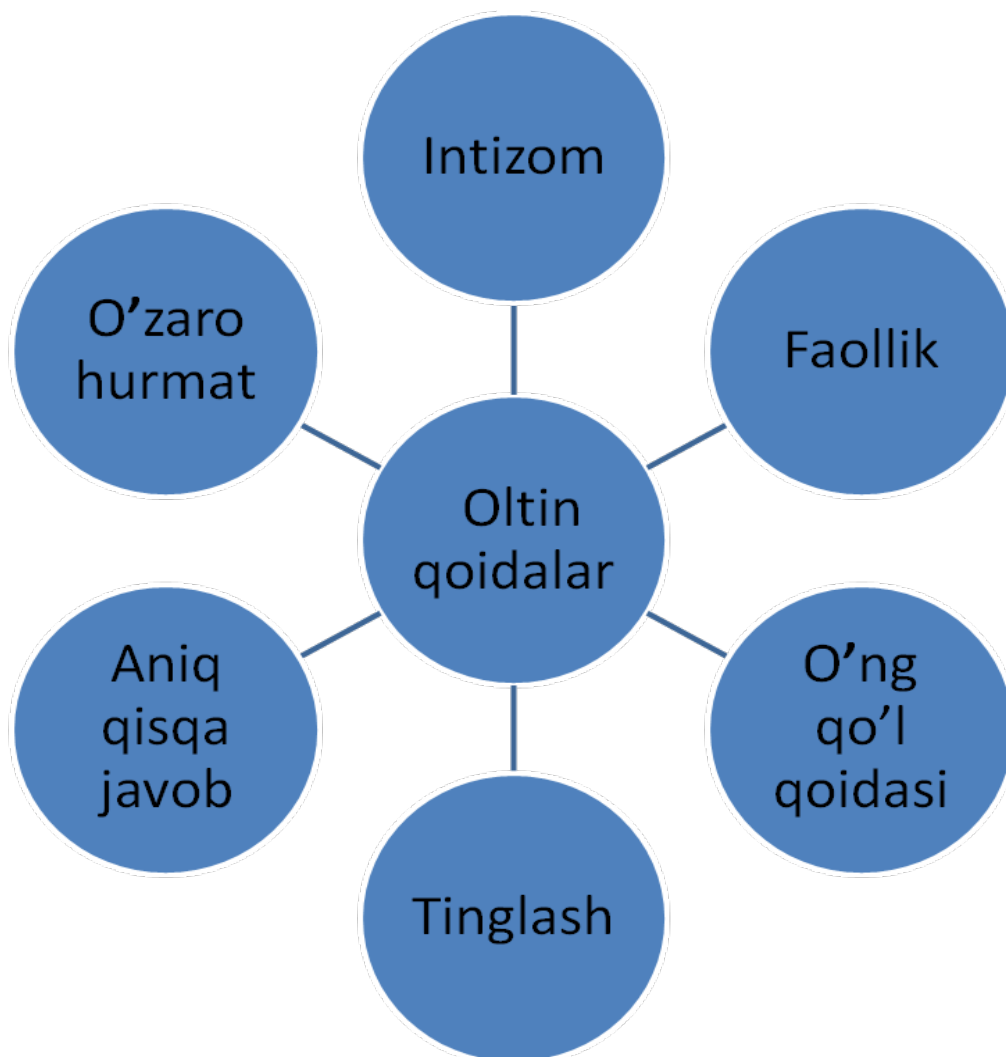 Intizom
O'zaro
hurmat
Faollik
Oltin
qoidalar
Aniq
qisqa
javob
O'ng
qo'l
qoidasi
Tinglash